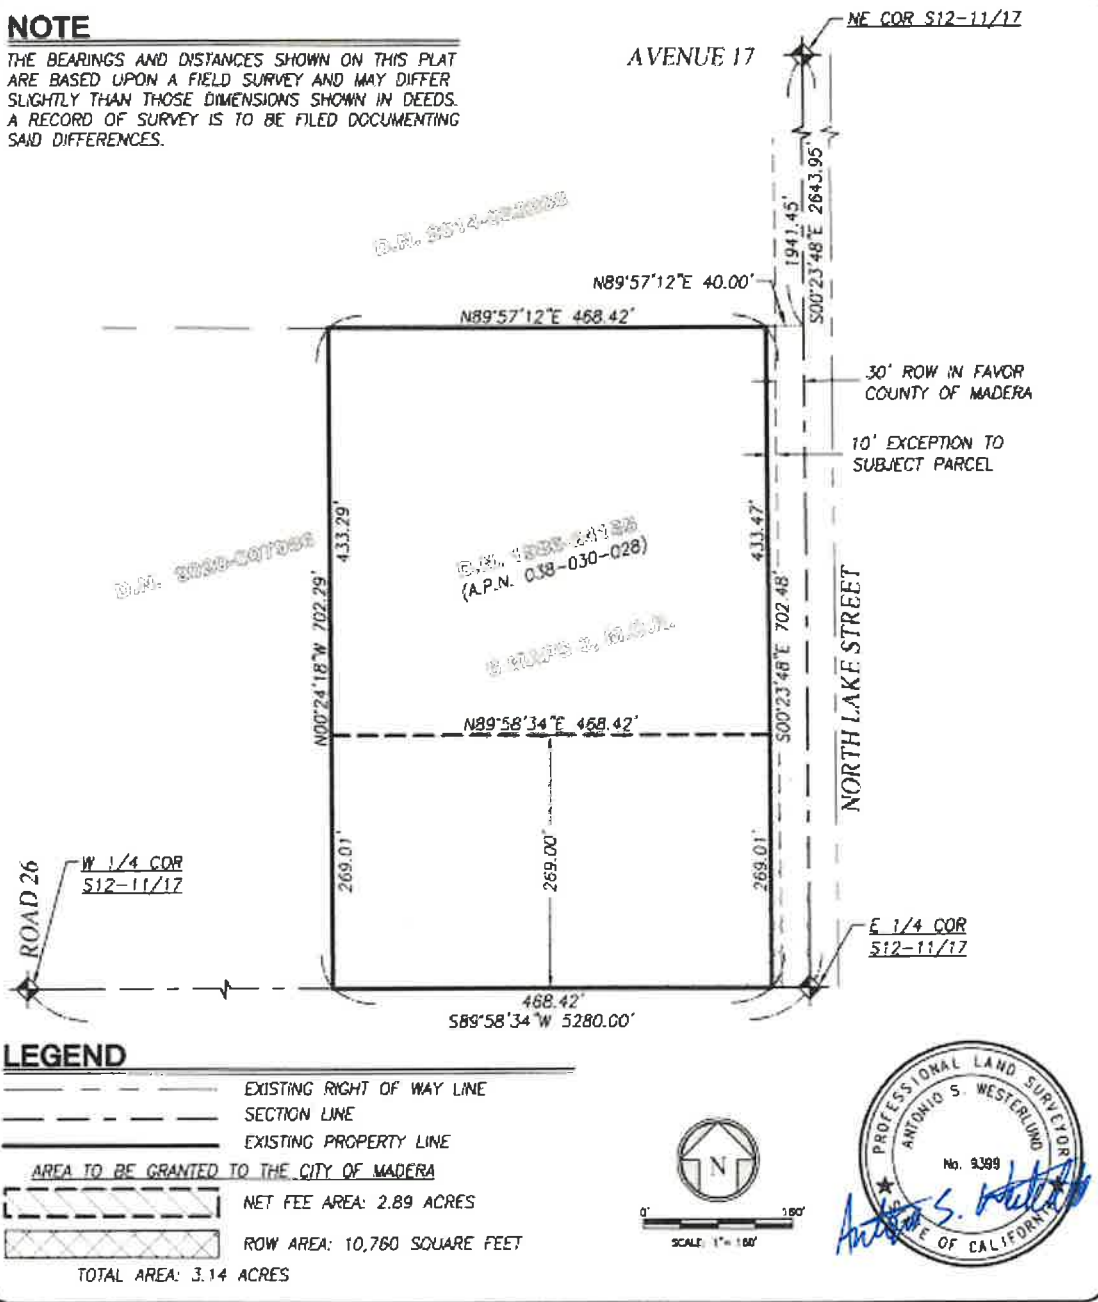 NOTE
THE BEARINGS AND DISTANCES SHOWN ON THIS PLAT
ARE BASED UPON A FIELD SURVEY AND MAY DIFFER
SLIGHTLY THAN THOSE DIMENSIONS SHOWN IN DEEDS.
A RECORD OF SURVEY IS TO BE FILED DOCUMENTING
SAID DIFFERENCES.
NE COR S12-11/17
AVENUE 17
1941.45'
S00°23'48"E 2643.95'
N89°57'12"E 40.00'
N89°57'12"E 468.42'
30' ROW IN FAVOR
COUNTY OF MADERA
10' EXCEPTION TO
SUBJECT PARCEL
433.29'
N00°24'18"W 702.29'
D.N.
D.N.
D.N.
(A.P.N. 038-030-028)
433.47'
S00°23'48"E 702.48'
NORTH LAKE STREET
N89°58'34"E 468.42'
269.01'
269.00'
269.01'
ROAD 26
W 1/4 COR
S12-11/17
E 1/4 COR
S12-11/17
468.42'
S89°58'34"W 5280.00'
LEGEND
EXISTING RIGHT OF WAY LINE
SECTION LINE
EXISTING PROPERTY LINE
AREA TO BE GRANTED TO THE CITY OF MADERA
NET FEE AREA: 2.89 ACRES
ROW AREA: 10,760 SQUARE FEET
TOTAL AREA: 3.14 ACRES
N
0' 160'
SCALE: 1"= 160'
PROFESSIONAL LAND SURVEYOR
ANTONIO S. WESTERLUND
No. 9399
STATE OF CALIFORNIA